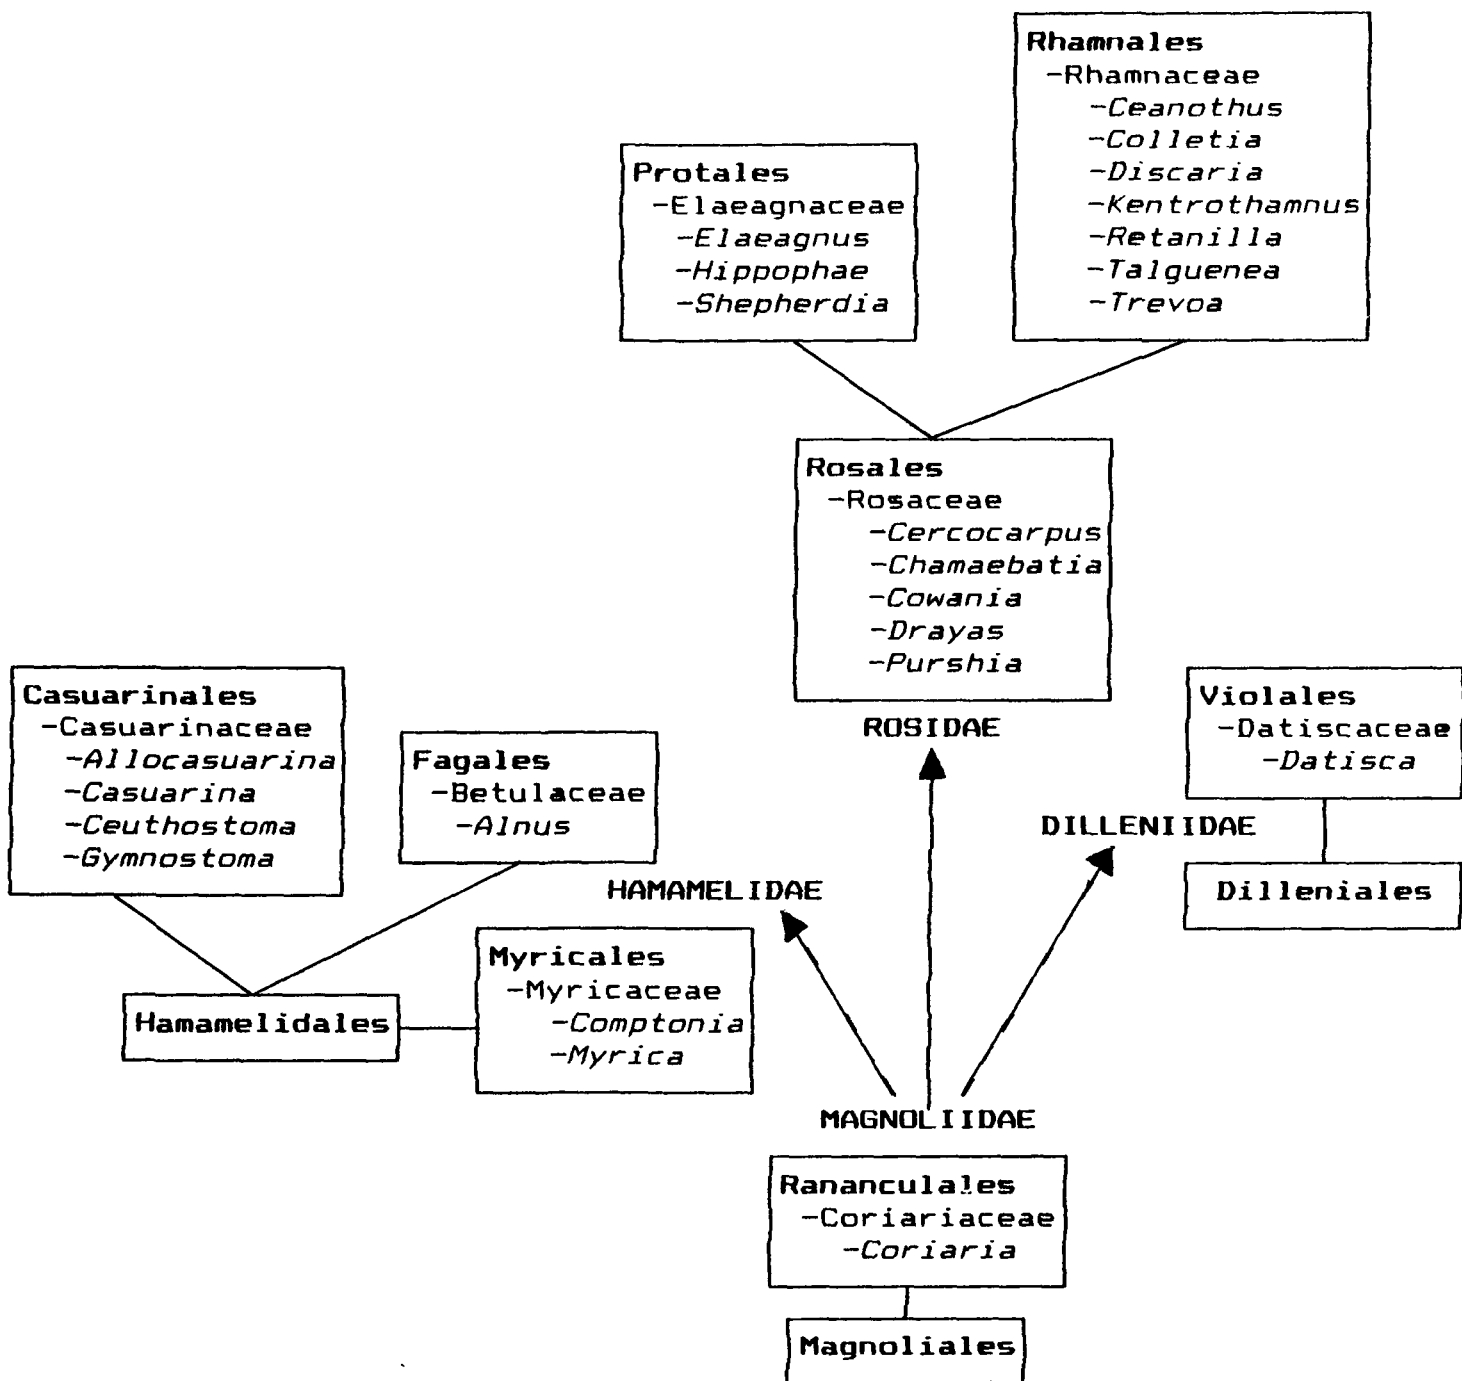 Rhamnales
-Rhamnaceae
-Ceanothus
-Colletia
-Discaria
-Kentrothamnus
-Retanilla
-Talguenea
-Trevoa
Protales
-Elaeagnaceae
-Elaeagnus
-Hippophae
-Shepherdia
Rosales
-Rosaceae
-Cercocarpus
-Chamaebatia
-Cowania
-Drayas
-Purshia
ROSIDAE
Casuarinales
-Casuarinaceae
-Allocasuarina
-Casuarina
-Ceuthostoma
-Gymnostoma
Fagales
-Betulaceae
-Alnus
Violales
-Datiscaceae
-Datisca
DILLENIIDAE
Dilleniales
HAMAMELIDAE
Myricales
-Myricaceae
-Comptonia
-Myrica
Hamamelidales
MAGNOLIIDAE
Rananculales
-Coriariaceae
-Coriaria
Magnoliales